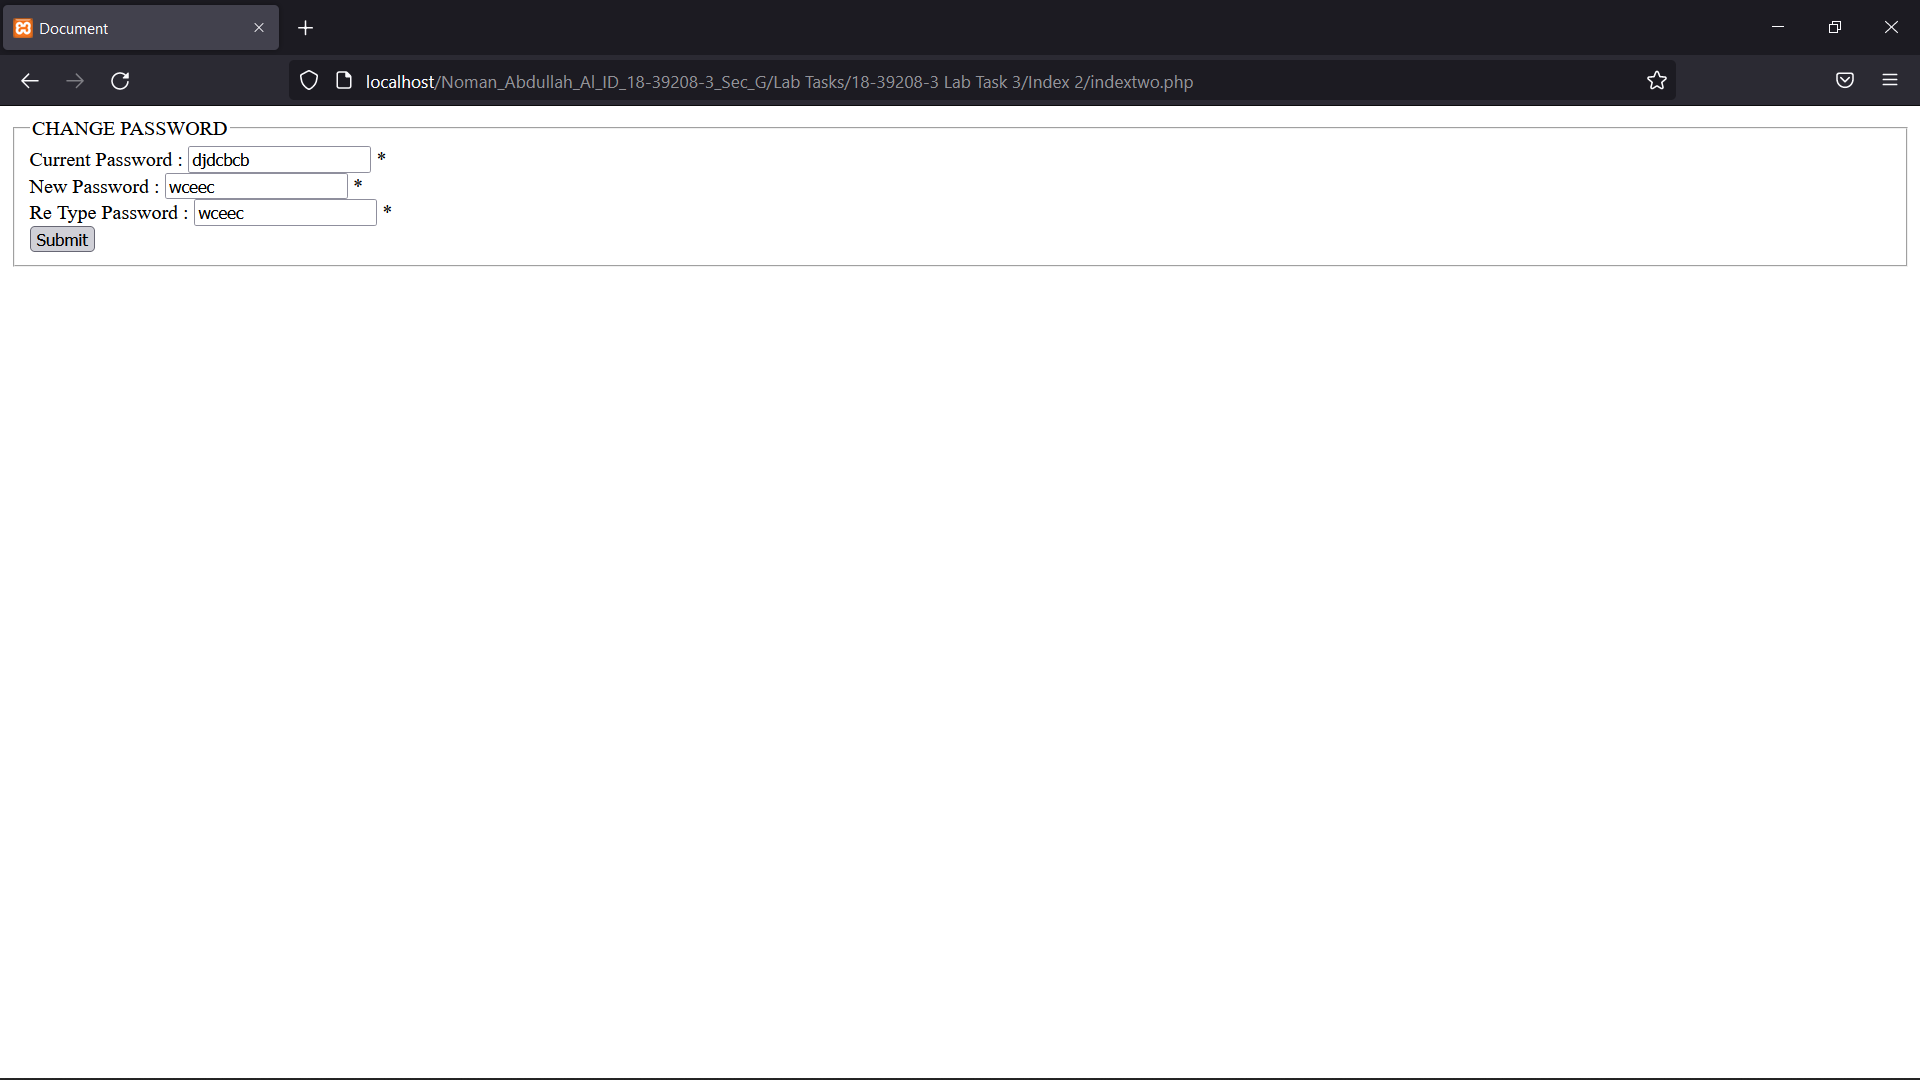 Document
localhost/Noman_Abdullah_Al_ID_18-39208-3_Sec_G/Lab Tasks/18-39208-3 Lab Task 3/Index 2/indextwo.php
CHANGE PASSWORD
Current Password : djdcbcb *
New Password : wceec *
Re Type Password : wceec *
Submit